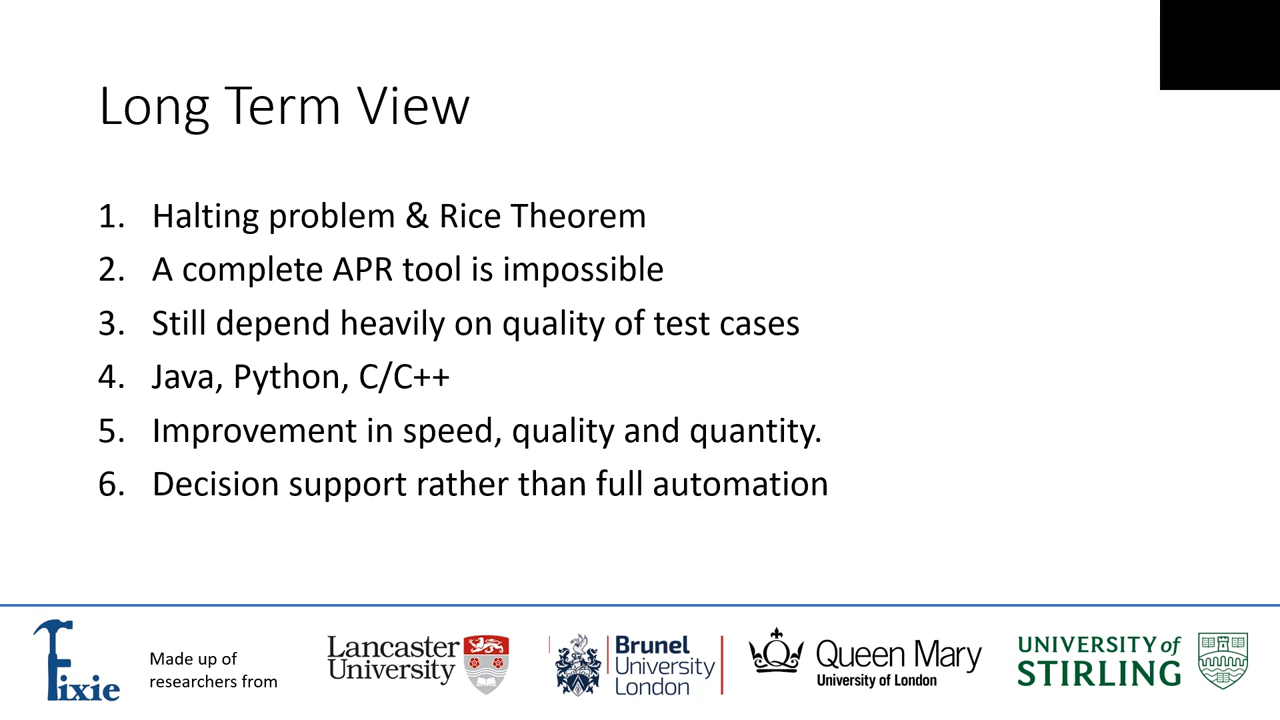 Long Term View
1. Halting problem & Rice Theorem
2. A complete APR tool is impossible
3. Still depend heavily on quality of test cases
4. Java, Python, C/C++
5. Improvement in speed, quality and quantity.
6. Decision support rather than full automation
Fixie
Made up of
researchers from
Lancaster
University
Brunel
University
London
Queen Mary
University of London
UNIVERSITY of
STIRLING